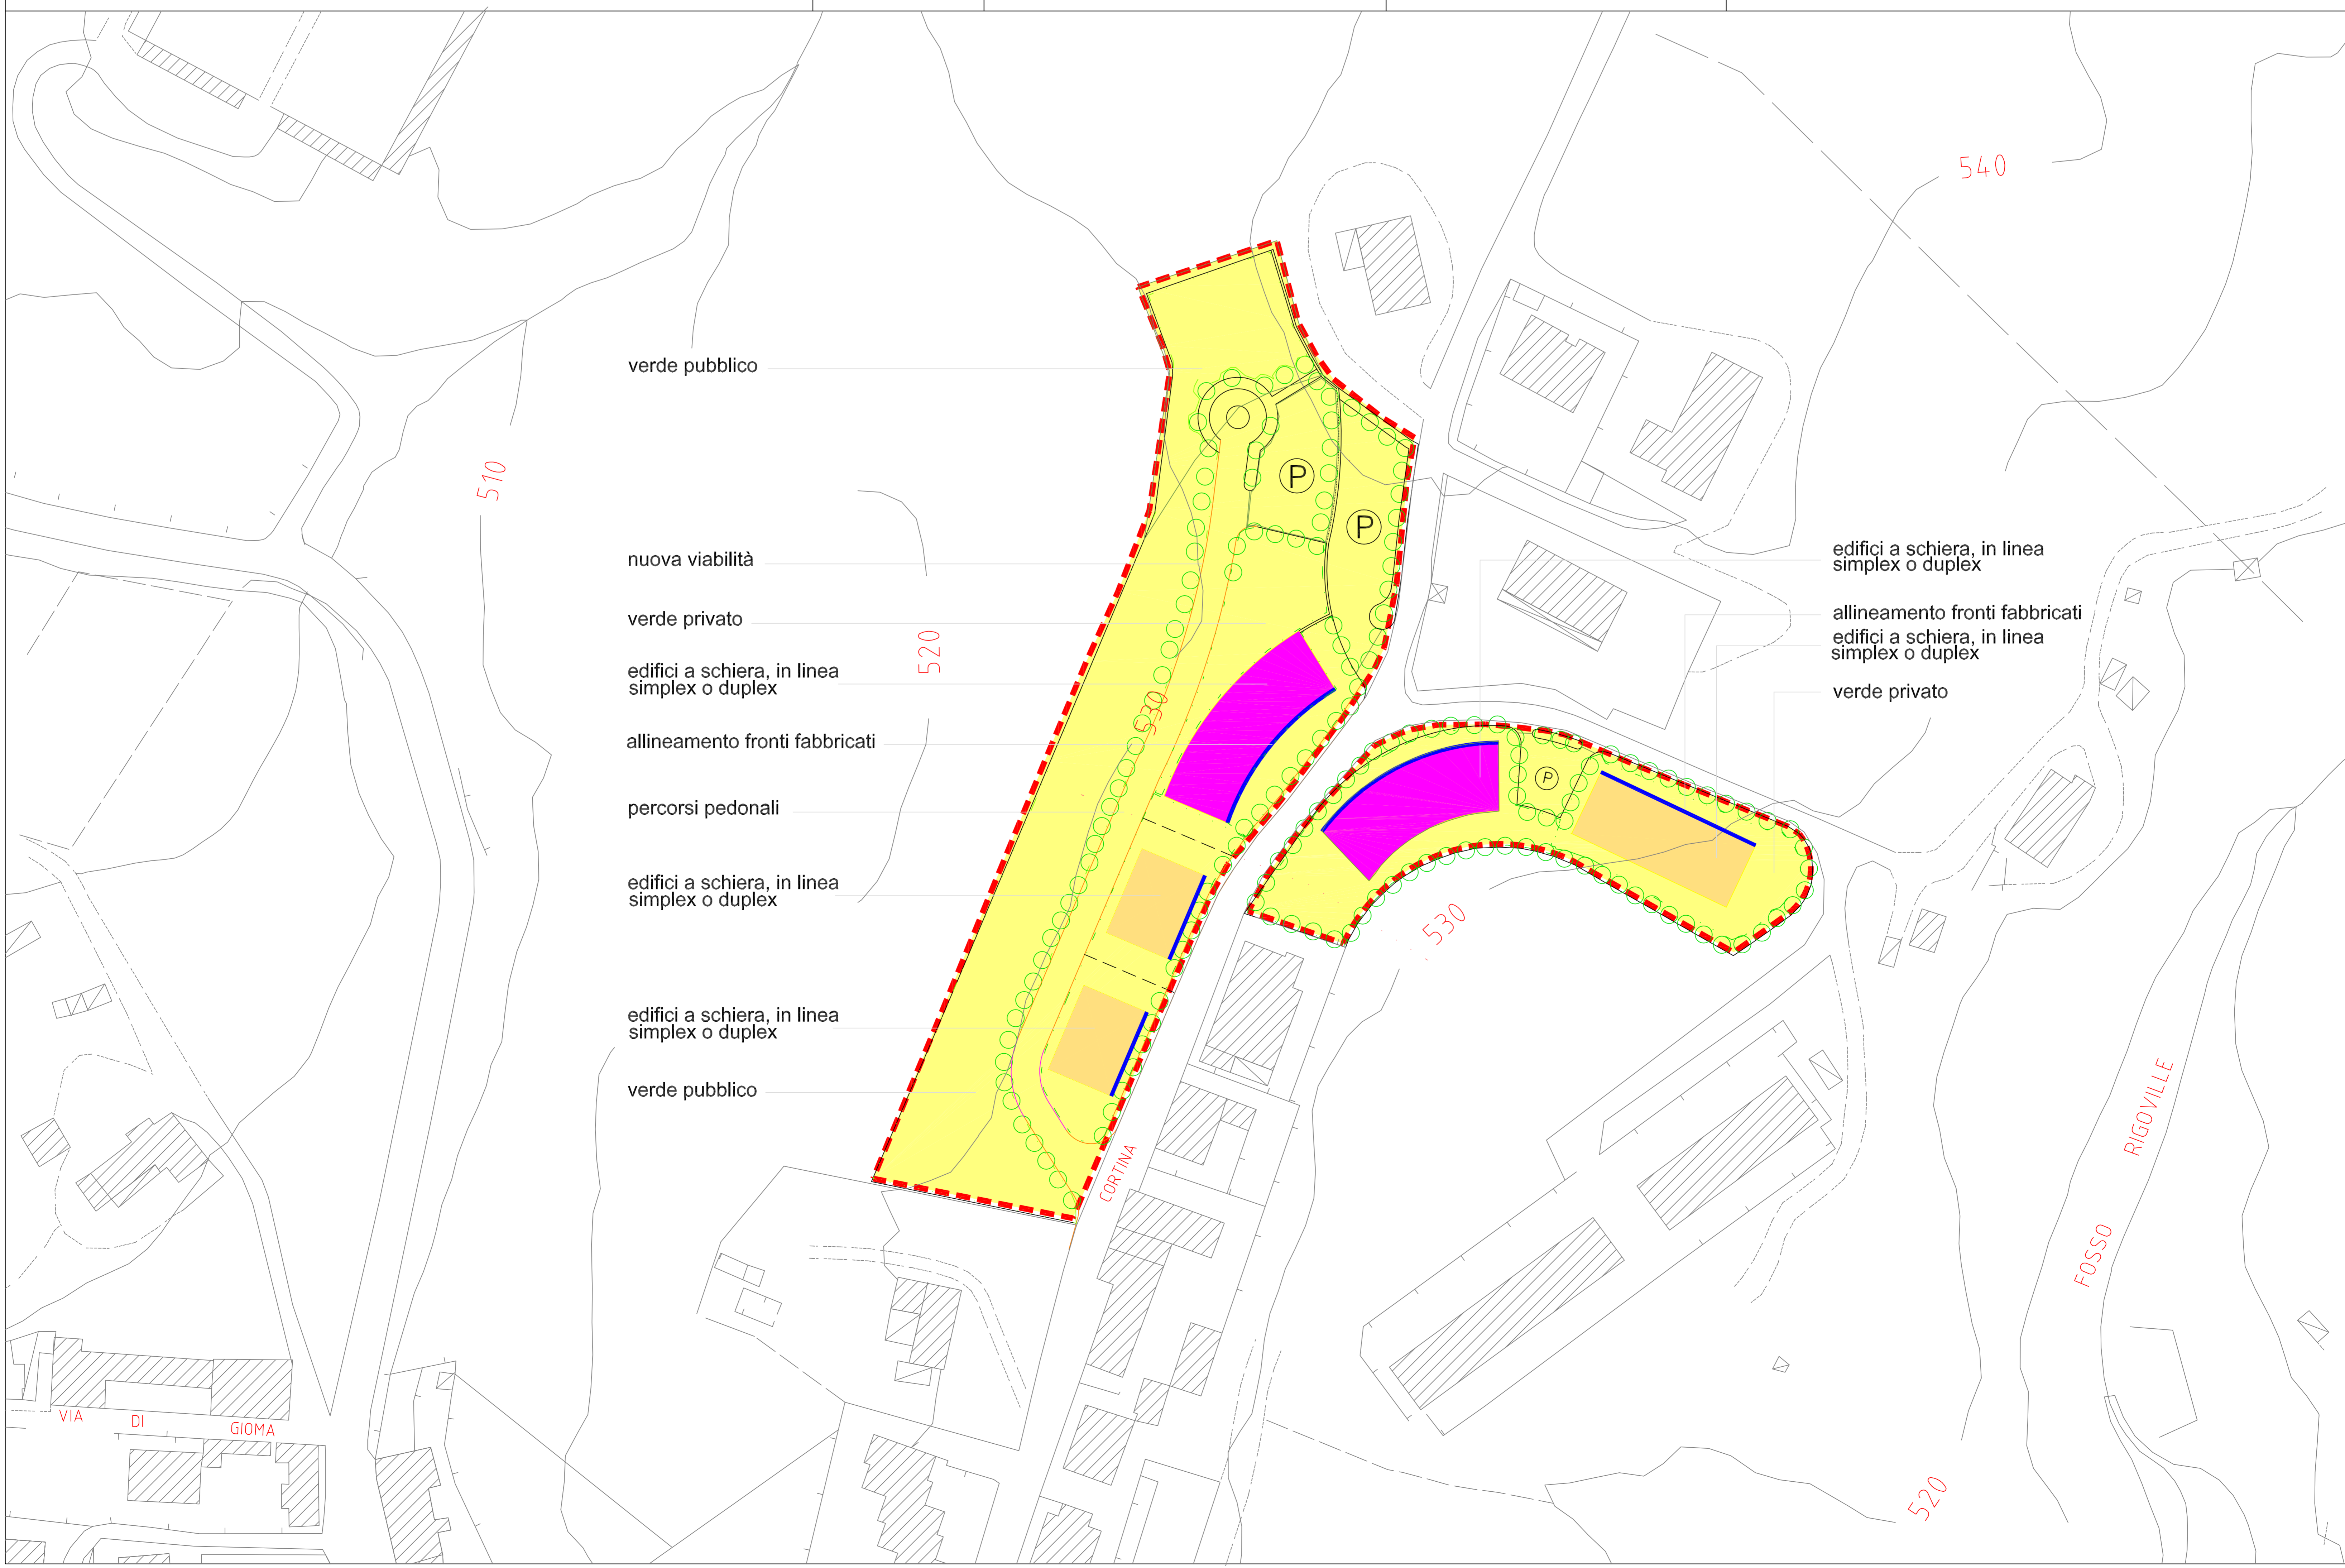 540
verde pubblico
510
P
P
nuova viabilità
verde privato
520
edifici a schiera, in linea
simplex o duplex
530
allineamento fronti fabbricati
percorsi pedonali
edifici a schiera, in linea
simplex o duplex
edifici a schiera, in linea
simplex o duplex
verde pubblico
edifici a schiera, in linea
simplex o duplex
allineamento fronti fabbricati
edifici a schiera, in linea
simplex o duplex
verde privato
P
530
CORTINA
FOSSO RIGOVILLE
VIA DI GIOMA
520